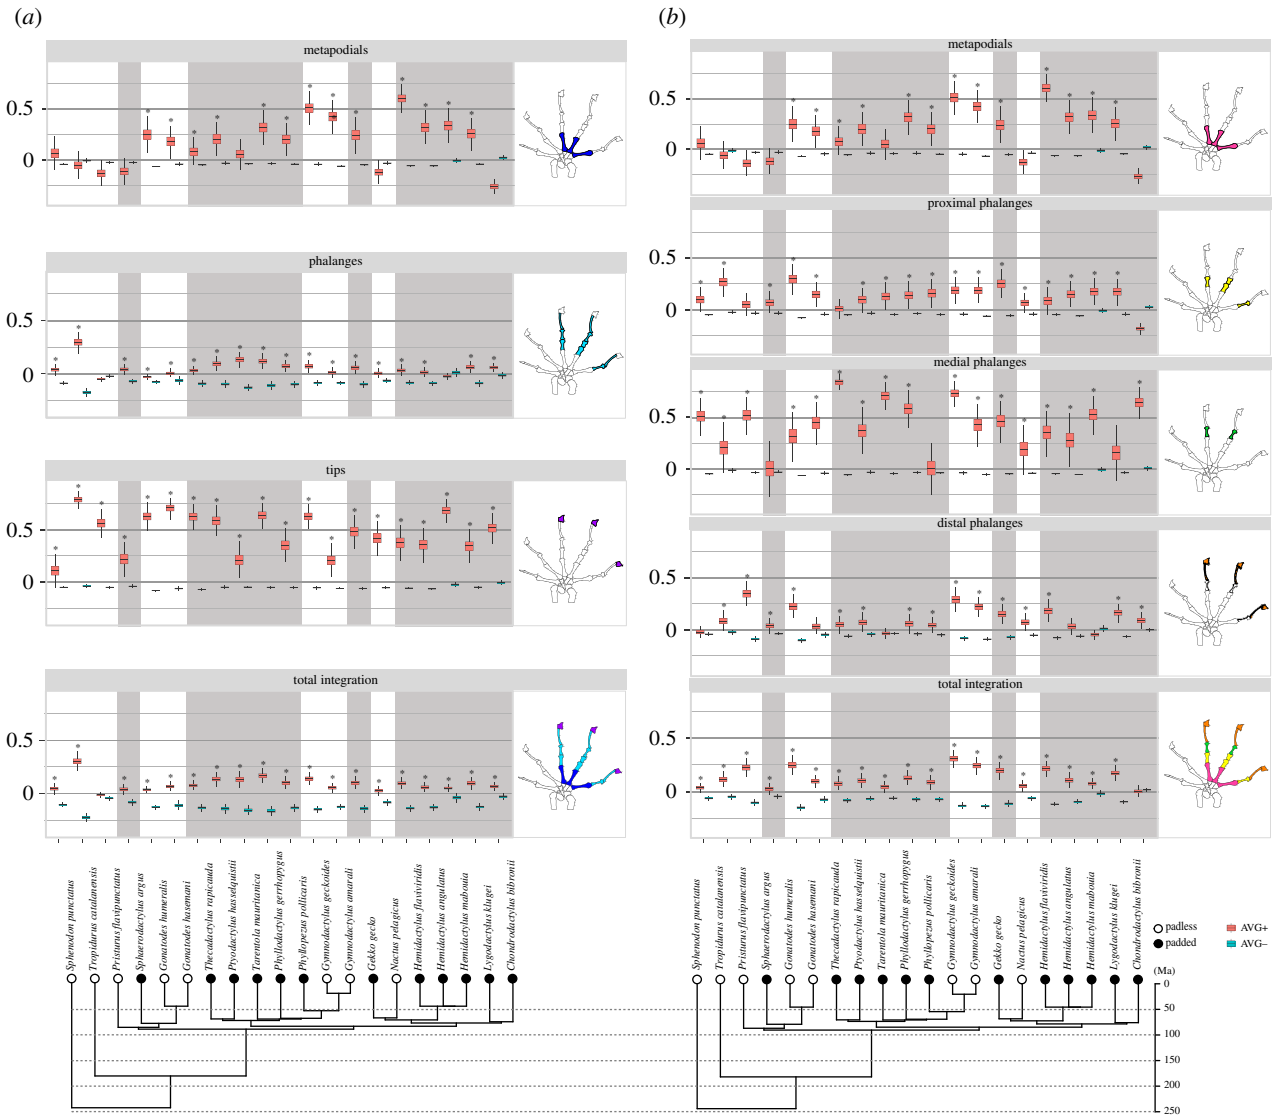 (a)
metapodials
0.5
0
phalanges
0.5
0
tips
0.5
0
total integration
0.5
0
Sphenodon punctatus
Tropidurus catalanensis
Pristurus flavipunctatus
Sphaerodactylus argus
Gonatodes humeralis
Gonatodes hasemani
Thecadactylus rapicauda
Ptyodactylus hasselquistii
Tarentola mauritanica
Phyllodactylus gerrhopygus
Phyllopezus pollicaris
Gymnodactylus geckoides
Gymnodactylus amarali
Gekko gecko
Nactus pelagicus
Hemidactylus flaviviridis
Hemidactylus angulatus
Hemidactylus mabouia
Lygodactylus klugei
Chondrodactylus bibronii
(b)
metapodials
0.5
0
proximal phalanges
0.5
0
medial phalanges
0.5
0
distal phalanges
0.5
0
total integration
0.5
0
Sphenodon punctatus
Tropidurus catalanensis
Pristurus flavipunctatus
Sphaerodactylus argus
Gonatodes humeralis
Gonatodes hasemani
Thecadactylus rapicauda
Ptyodactylus hasselquistii
Tarentola mauritanica
Phyllodactylus gerrhopygus
Phyllopezus pollicaris
Gymnodactylus geckoides
Gymnodactylus amarali
Gekko gecko
Nactus pelagicus
Hemidactylus flaviviridis
Hemidactylus angulatus
Hemidactylus mabouia
Lygodactylus klugei
Chondrodactylus bibronii
padless
AVG+
padded
AVG–
(Ma)
0
50
100
150
200
250